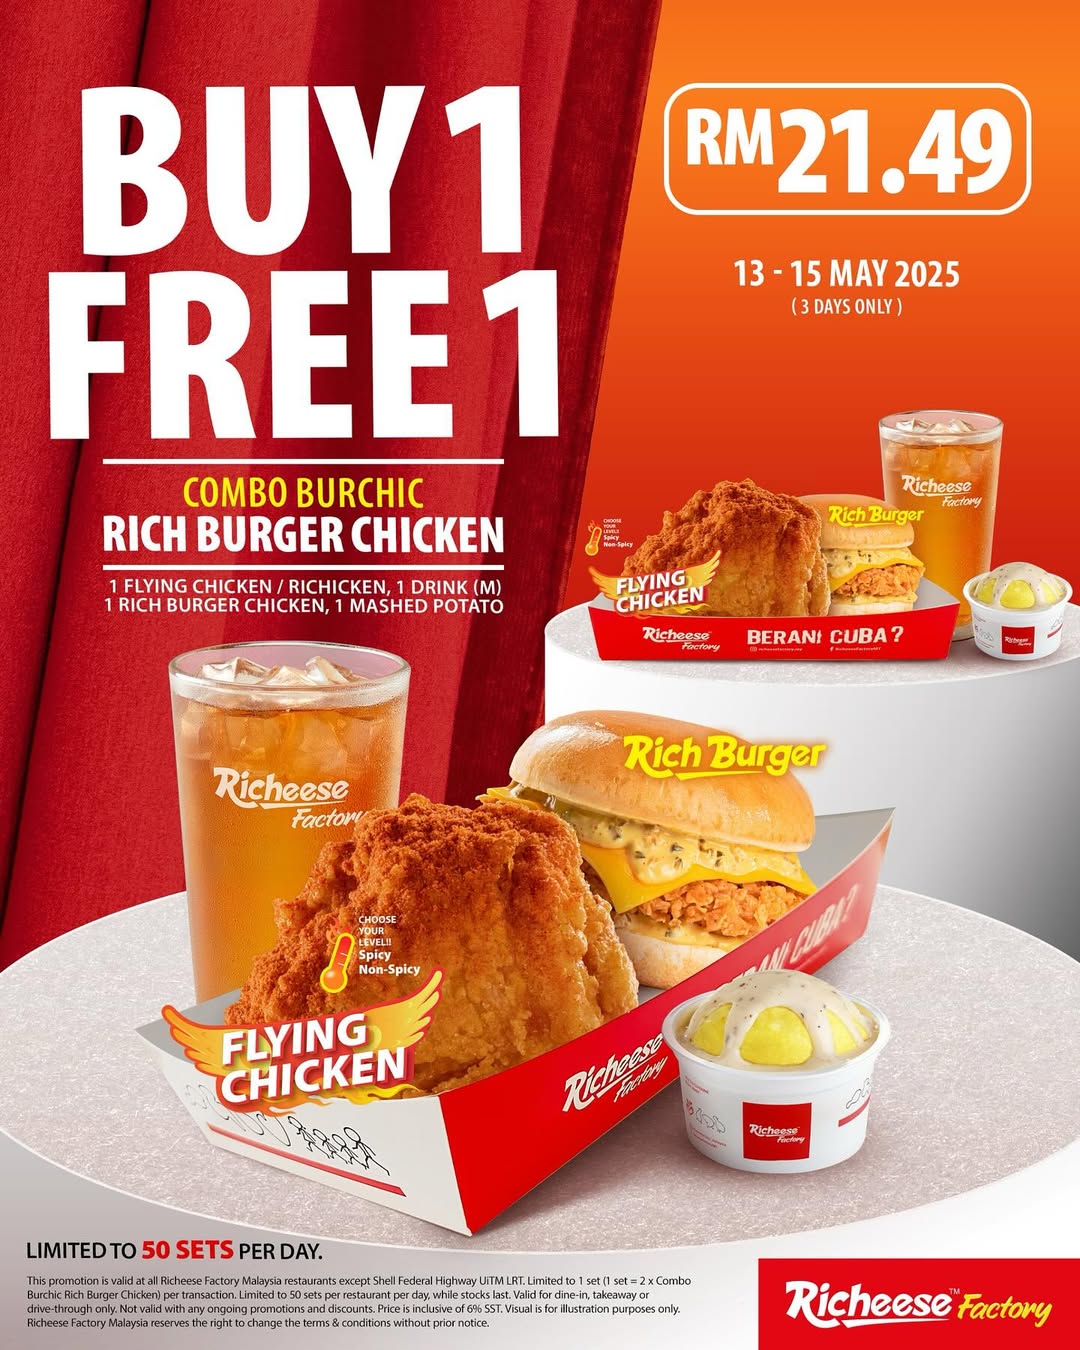 BUY 1
FREE 1
COMBO BURCHIC
RICH BURGER CHICKEN
1 FLYING CHICKEN / RICHICKEN, 1 DRINK (M)
1 RICH BURGER CHICKEN, 1 MASHED POTATO
RM21.49
13 - 15 MAY 2025
( 3 DAYS ONLY )
Richeese
Factory
Rich Burger
CHOOSE
YOUR
LEVEL!!
Spicy
Non-Spicy
FLYING
CHICKEN
Richeese
Factory
BERANI CUBA?
richeesefactory.my
RicheeseFactoryMY
Richeese
Factory
Richeese
Factory
Rich Burger
CHOOSE
YOUR
LEVEL!!
Spicy
Non-Spicy
FLYING
CHICKEN
Richeese
Factory
CUBA?
Richeese
Factory
LIMITED TO 50 SETS PER DAY.
This promotion is valid at all Richeese Factory Malaysia restaurants except Shell Federal Highway UiTM LRT. Limited to 1 set (1 set = 2 x Combo
Burchic Rich Burger Chicken) per transaction. Limited to 50 sets per restaurant per day, while stocks last. Valid for dine-in, takeaway or
drive-through only. Not valid with any ongoing promotions and discounts. Price is inclusive of 6% SST. Visual is for illustration purposes only.
Richeese Factory Malaysia reserves the right to change the terms & conditions without prior notice.
Richeese™ Factory